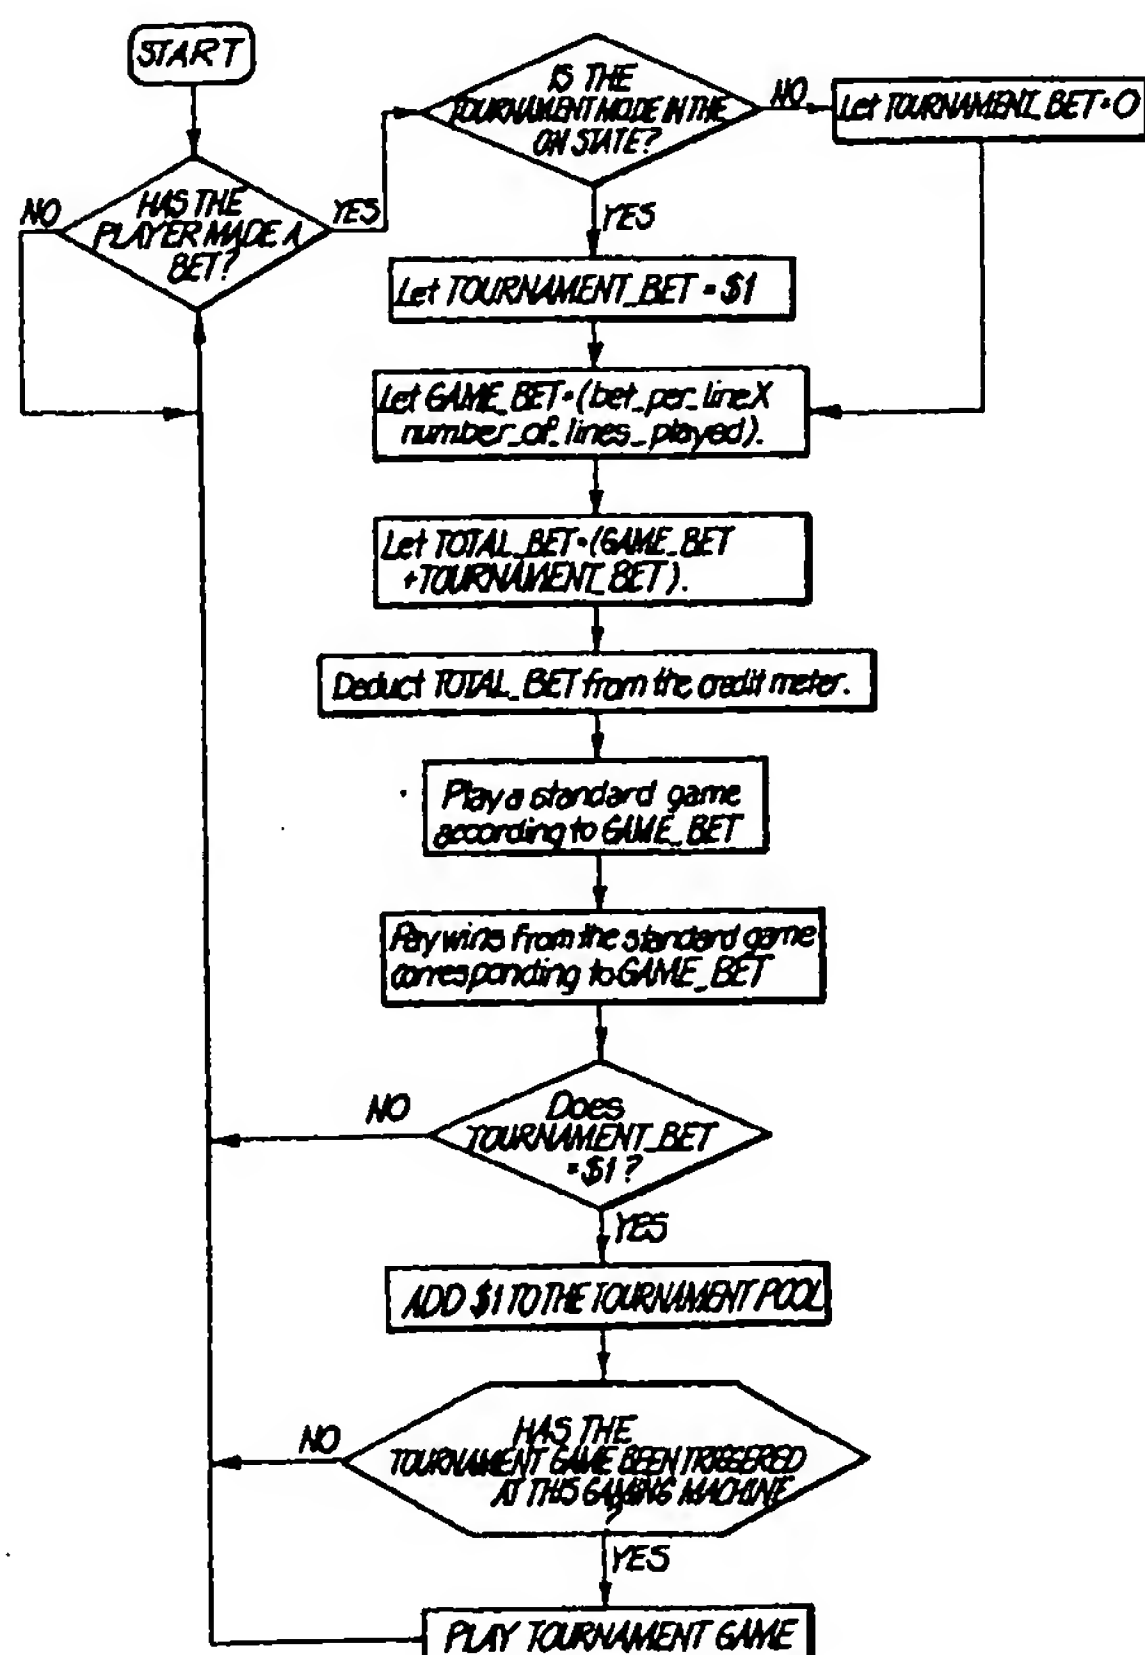 START
HAS THE
PLAYER MADE A
BET?
NO
YES
IS THE
TOURNAMENT MODE IN THE
ON STATE?
NO
Let TOURNAMENT_BET=0
YES
Let TOURNAMENT_BET = $1
Let GAME_BET=(bet_per_line X
number_of_lines_played).
Let TOTAL_BET=(GAME_BET
+TOURNAMENT_BET).
Deduct TOTAL_BET from the credit meter.
Play a standard game
according to GAME_BET
Pay wins from the standard game
corresponding to GAME_BET
Does
TOURNAMENT_BET
=$1?
NO
YES
ADD $1 TO THE TOURNAMENT POOL
HAS THE
TOURNAMENT GAME BEEN TRIGGERED
AT THIS GAMING MACHINE
?
NO
YES
PLAY TOURNAMENT GAME